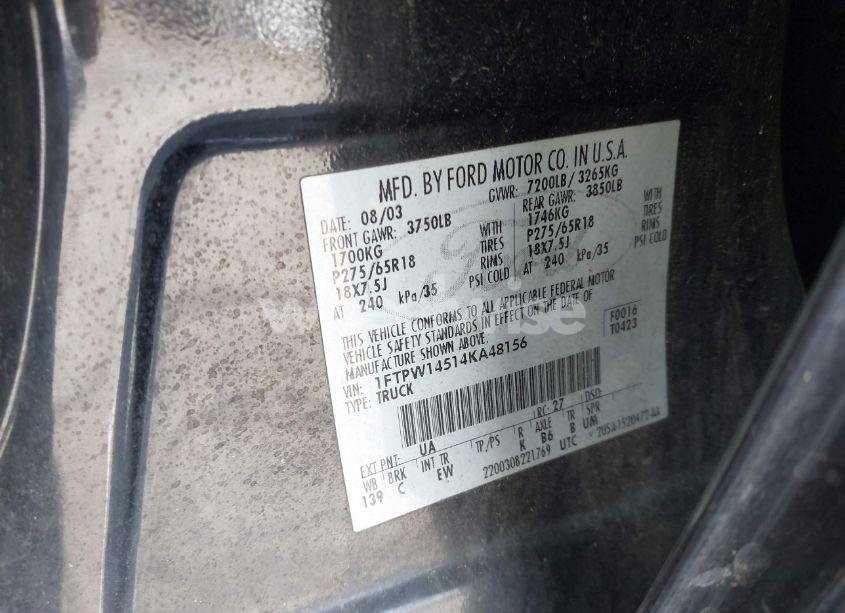 MFD. BY FORD MOTOR CO. IN U.S.A.
DATE: 08/03 GVWR: 7200LB/ 3265KG
FRONT GAWR: 3750LB REAR GAWR: 3850LB
1700KG WITH 1746KG WITH
P275/65R18 TIRES P275/65R18 TIRES
18X7.5J RIMS 18X7.5J RIMS
AT 240 kPa/35 PSI COLD AT 240 kPa/35 PSI COLD
THIS VEHICLE CONFORMS TO ALL APPLICABLE FEDERAL MOTOR
VEHICLE SAFETY STANDARDS IN EFFECT ON THE DATE OF
MANUFACTURE SHOWN ABOVE.
F0016
T0423
VIN: 1FTPW14514KA48156
TYPE: TRUCK
EXT PNT: UA RC: 27 DSO:
WB BRK INT TR TP/PS R AXLE TR SPR
139 C EW K B6 B UM
2200308221769 UTC
Ford